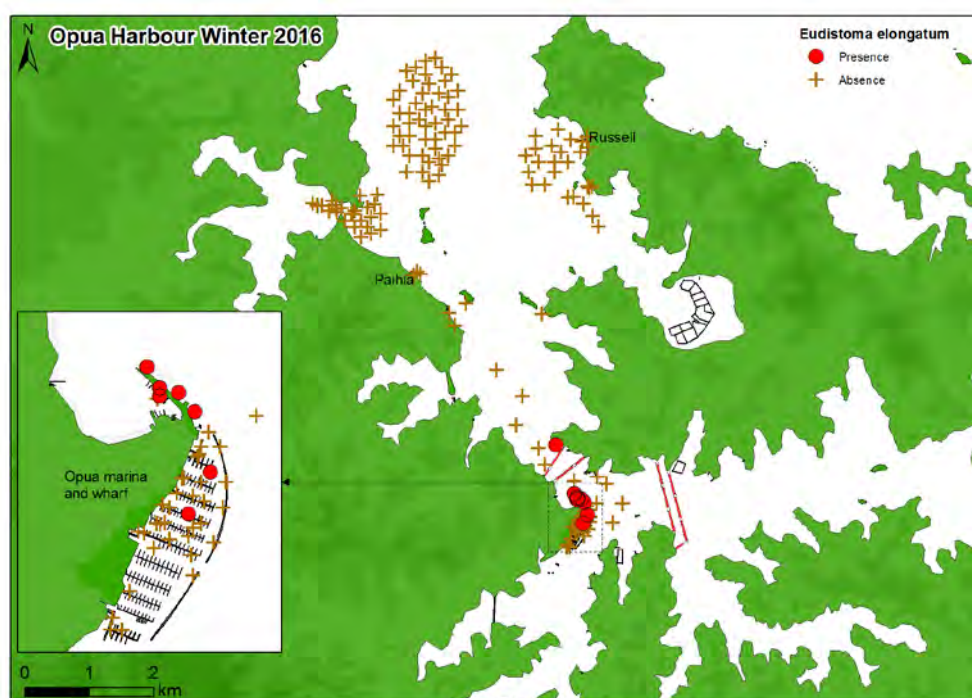 Opua Harbour Winter 2016
N
Eudistoma elongatum
Presence
Absence
Russell
Paihia
Opua marina
and wharf
0 1 2
km